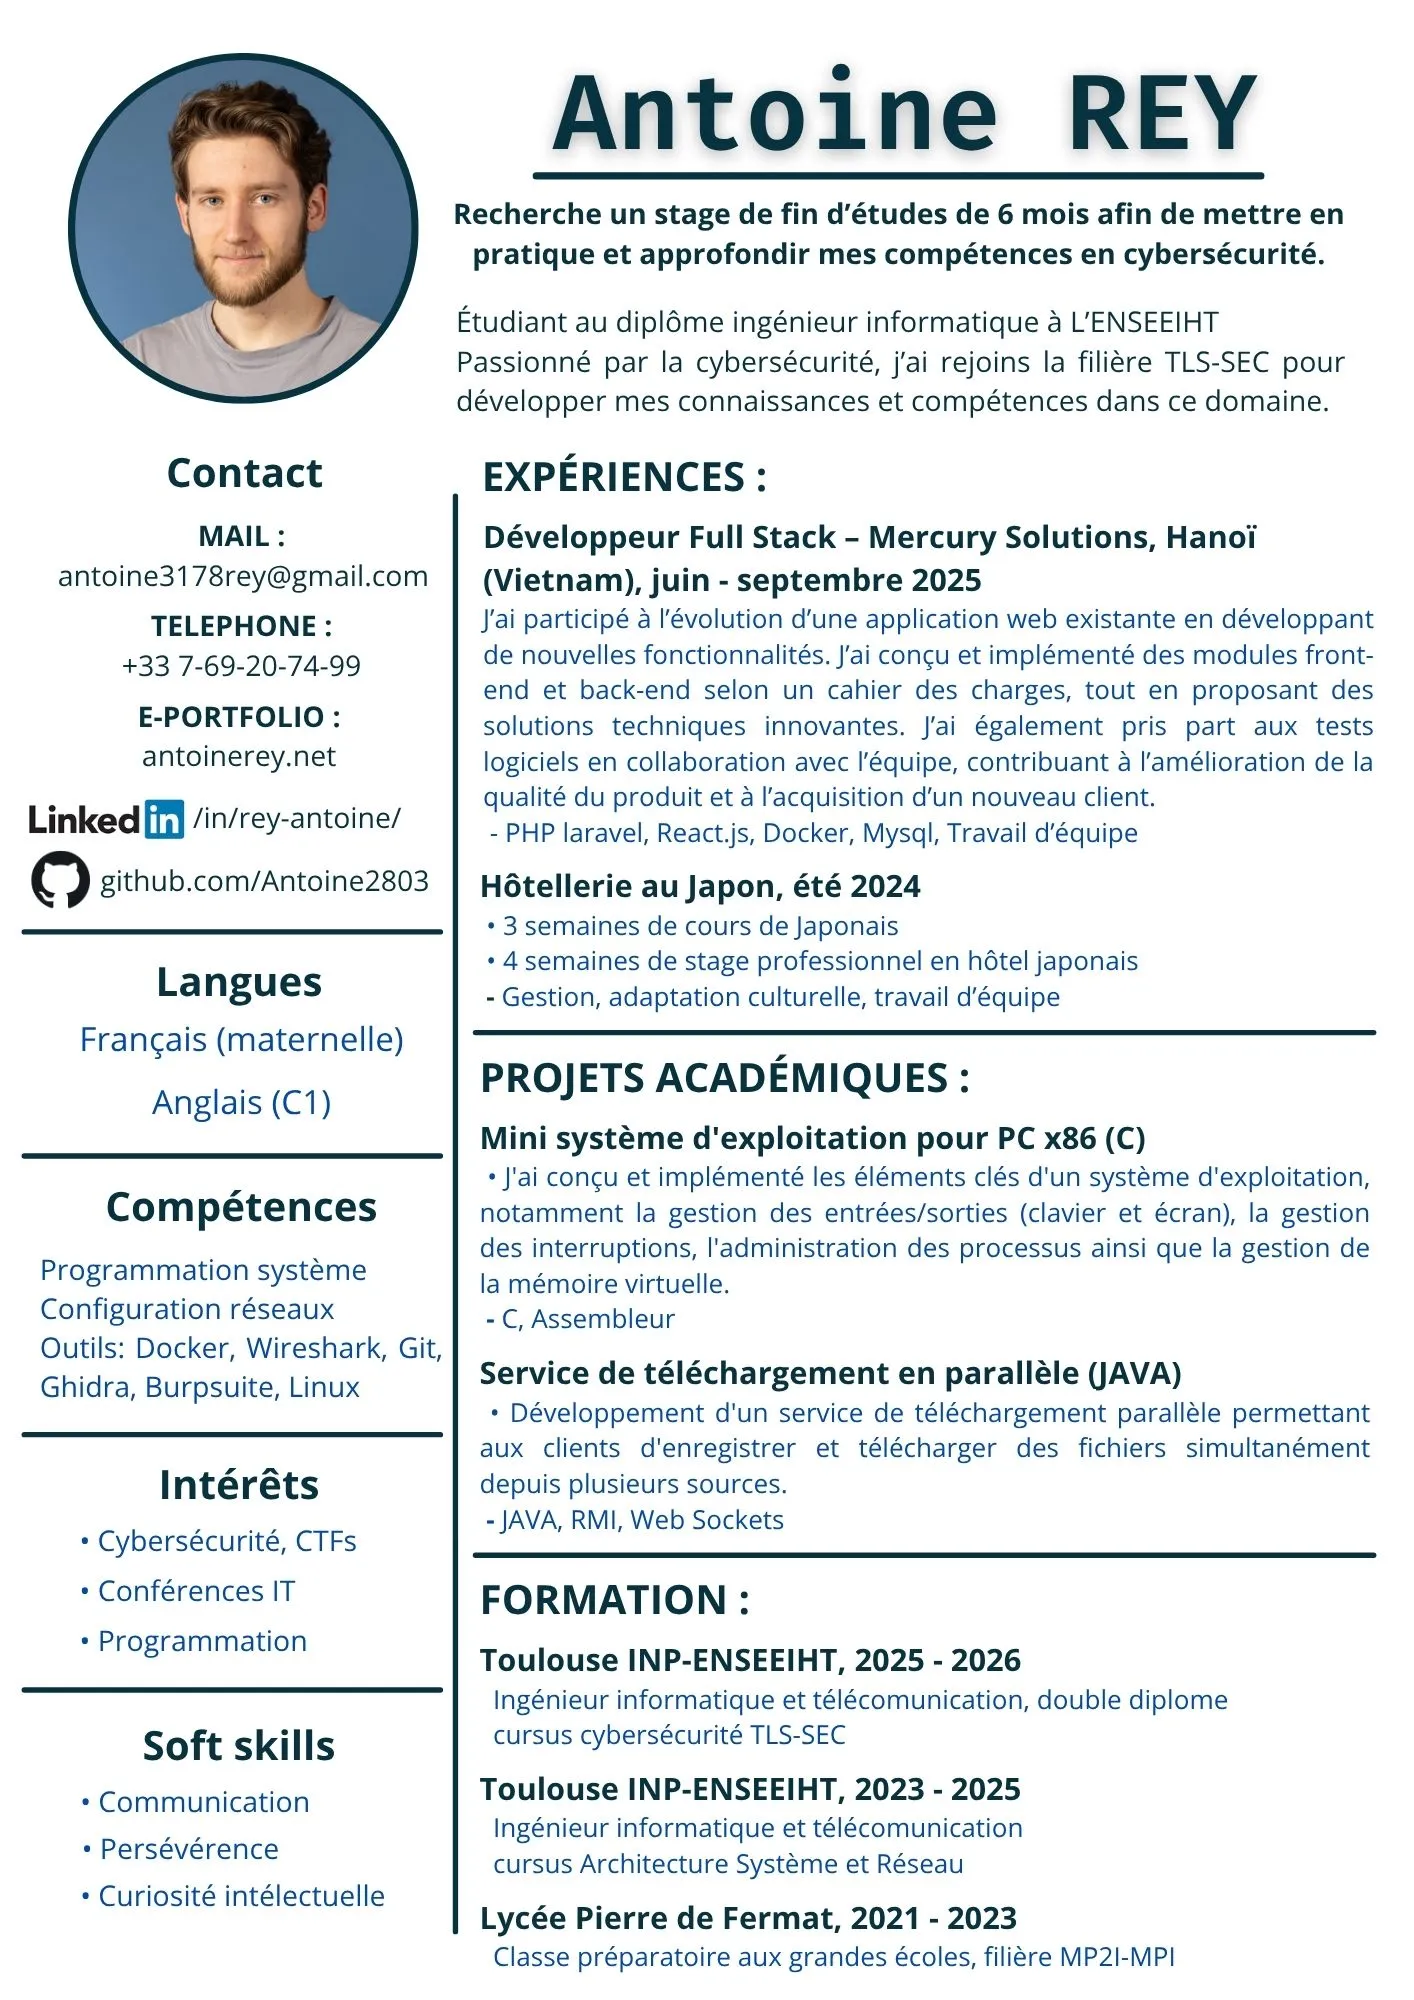 Antoine REY
Recherche un stage de fin d’études de 6 mois afin de mettre en
pratique et approfondir mes compétences en cybersécurité.
Étudiant au diplôme ingénieur informatique à L’ENSEEIHT
Passionné par la cybersécurité, j’ai rejoins la filière TLS-SEC pour
développer mes connaissances et compétences dans ce domaine.
Contact
MAIL :
antoine3178rey@gmail.com
TELEPHONE :
+33 7-69-20-74-99
E-PORTFOLIO :
antoinerey.net
Linkedin /in/rey-antoine/
github.com/Antoine2803
Langues
Français (maternelle)
Anglais (C1)
Compétences
Programmation système
Configuration réseaux
Outils: Docker, Wireshark, Git,
Ghidra, Burpsuite, Linux
Intérêts
• Cybersécurité, CTFs
• Conférences IT
• Programmation
Soft skills
• Communication
• Persévérence
• Curiosité intélectuelle
EXPÉRIENCES :
Développeur Full Stack – Mercury Solutions, Hanoï
(Vietnam), juin - septembre 2025
J’ai participé à l’évolution d’une application web existante en développant
de nouvelles fonctionnalités. J’ai conçu et implémenté des modules front-
end et back-end selon un cahier des charges, tout en proposant des
solutions techniques innovantes. J’ai également pris part aux tests
logiciels en collaboration avec l’équipe, contribuant à l’amélioration de la
qualité du produit et à l’acquisition d’un nouveau client.
- PHP laravel, React.js, Docker, Mysql, Travail d’équipe
Hôtellerie au Japon, été 2024
• 3 semaines de cours de Japonais
• 4 semaines de stage professionnel en hôtel japonais
- Gestion, adaptation culturelle, travail d’équipe
PROJETS ACADÉMIQUES :
Mini système d'exploitation pour PC x86 (C)
• J'ai conçu et implémenté les éléments clés d'un système d'exploitation,
notamment la gestion des entrées/sorties (clavier et écran), la gestion
des interruptions, l'administration des processus ainsi que la gestion de
la mémoire virtuelle.
- C, Assembleur
Service de téléchargement en parallèle (JAVA)
• Développement d'un service de téléchargement parallèle permettant
aux clients d'enregistrer et télécharger des fichiers simultanément
depuis plusieurs sources.
- JAVA, RMI, Web Sockets
FORMATION :
Toulouse INP-ENSEEIHT, 2025 - 2026
Ingénieur informatique et télécomunication, double diplome
cursus cybersécurité TLS-SEC
Toulouse INP-ENSEEIHT, 2023 - 2025
Ingénieur informatique et télécomunication
cursus Architecture Système et Réseau
Lycée Pierre de Fermat, 2021 - 2023
Classe préparatoire aux grandes écoles, filière MP2I-MPI